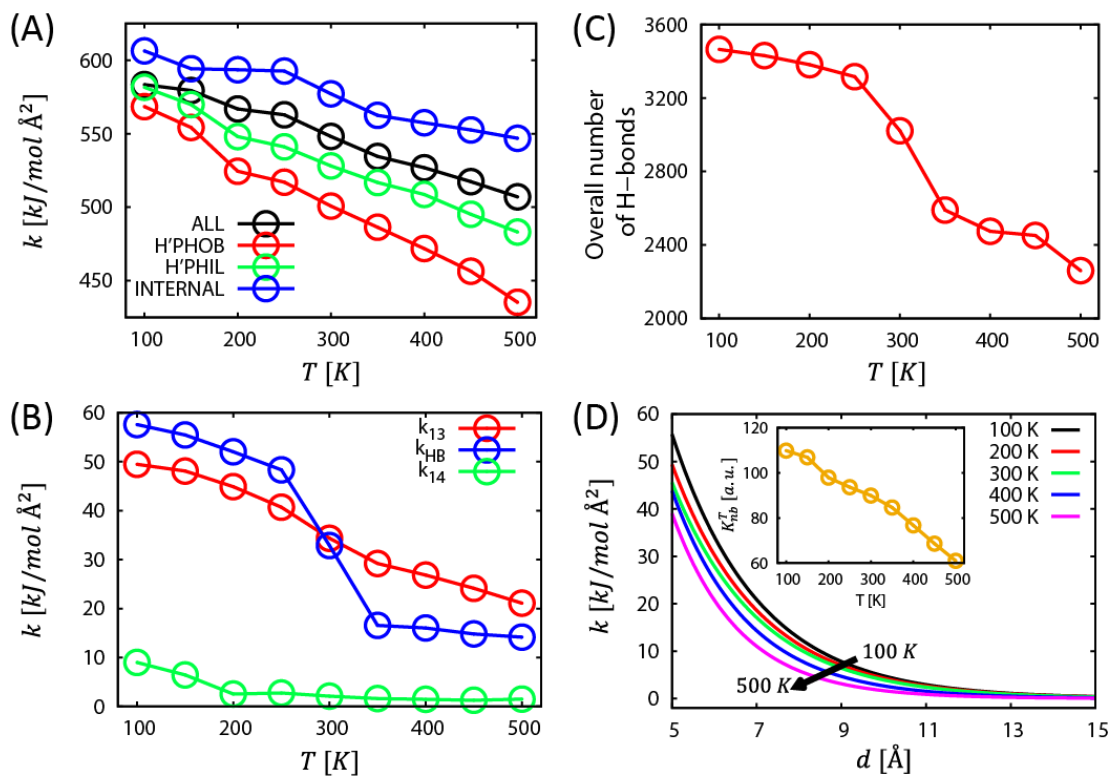 (A)
600
550
500
450
k [kJ/mol Å²]
ALL
H'PHOB
H'PHIL
INTERNAL
100 200 300 400 500
T [K]
(C)
3600
3200
2800
2400
2000
Overall number
of H−bonds
100 200 300 400 500
T [K]
(B)
60
50
40
30
20
10
0
k [kJ/mol Å²]
k₁₃
k_HB
k₁₄
100 200 300 400 500
T [K]
(D)
60
50
40
30
20
10
0
k [kJ/mol Å²]
120
100
80
60
K_nb^T [a.u.]
100 200 300 400 500
T [K]
100 K
200 K
300 K
400 K
500 K
100 K
500 K
5 7 9 11 13 15
d [Å]